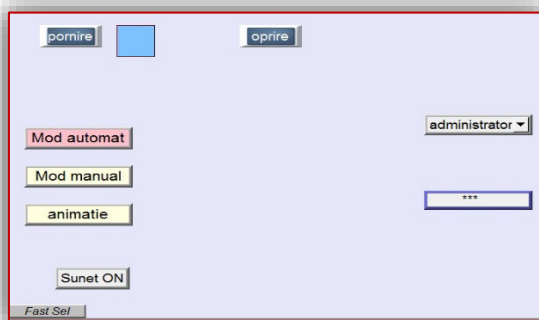 pornire
oprire
administrator
Mod automat
Mod manual
***
animatie
Sunet ON
Fast Sel